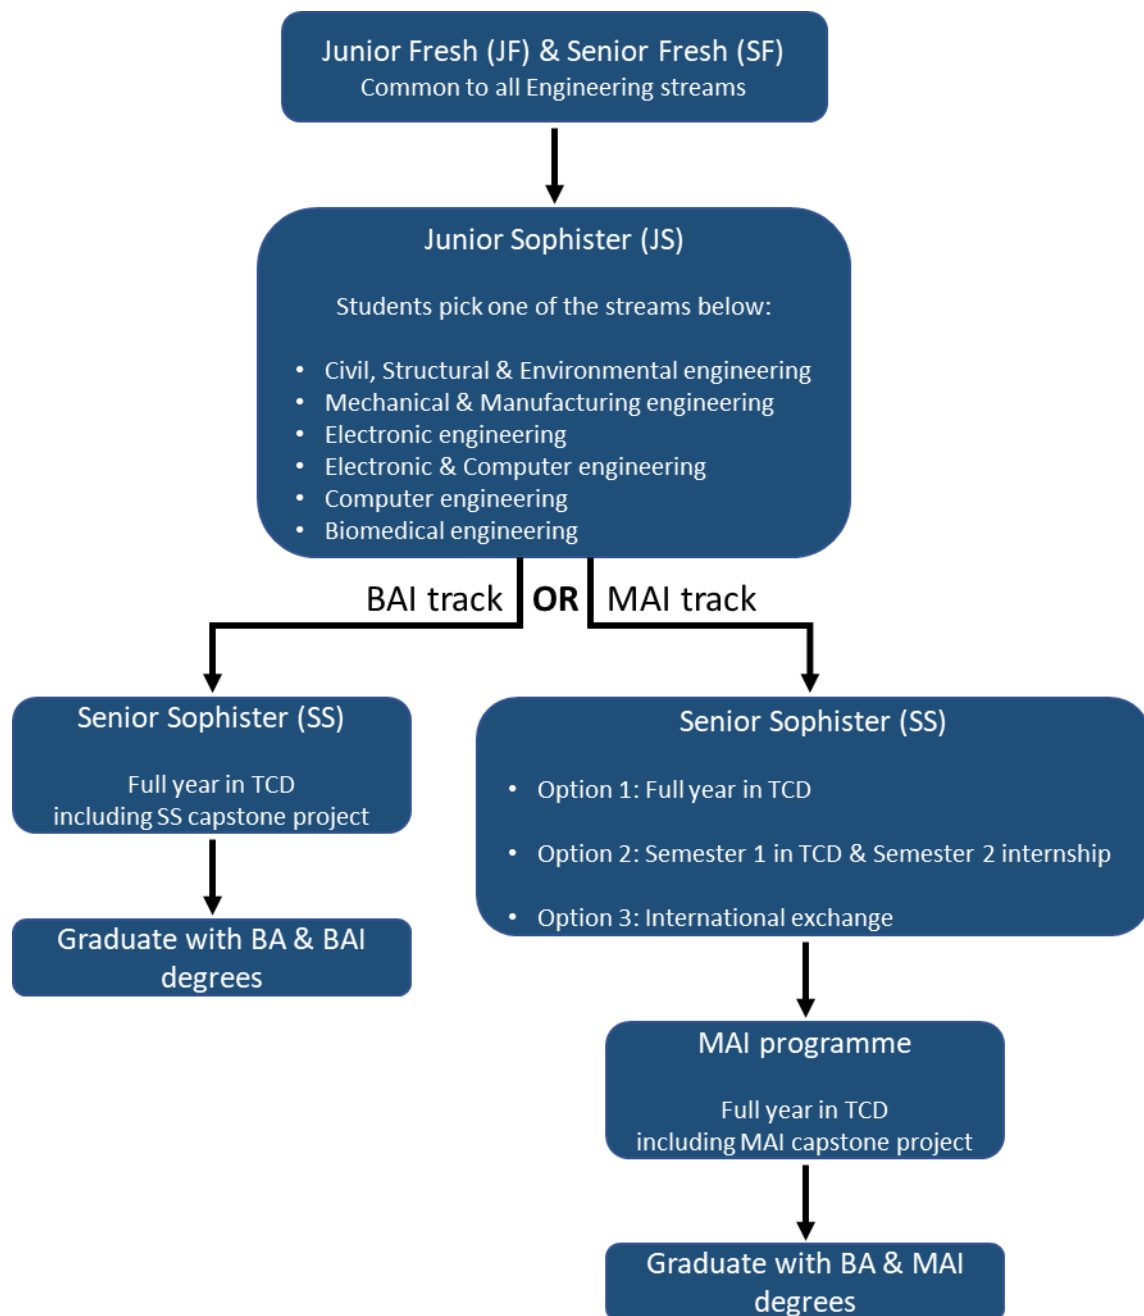 Junior Fresh (JF) & Senior Fresh (SF)
Common to all Engineering streams
Junior Sophister (JS)
Students pick one of the streams below:
• Civil, Structural & Environmental engineering
• Mechanical & Manufacturing engineering
• Electronic engineering
• Electronic & Computer engineering
• Computer engineering
• Biomedical engineering
BAI track OR MAI track
Senior Sophister (SS)
Full year in TCD
including SS capstone project
Graduate with BA & BAI
degrees
Senior Sophister (SS)
• Option 1: Full year in TCD
• Option 2: Semester 1 in TCD & Semester 2 internship
• Option 3: International exchange
MAI programme
Full year in TCD
including MAI capstone project
Graduate with BA & MAI
degrees